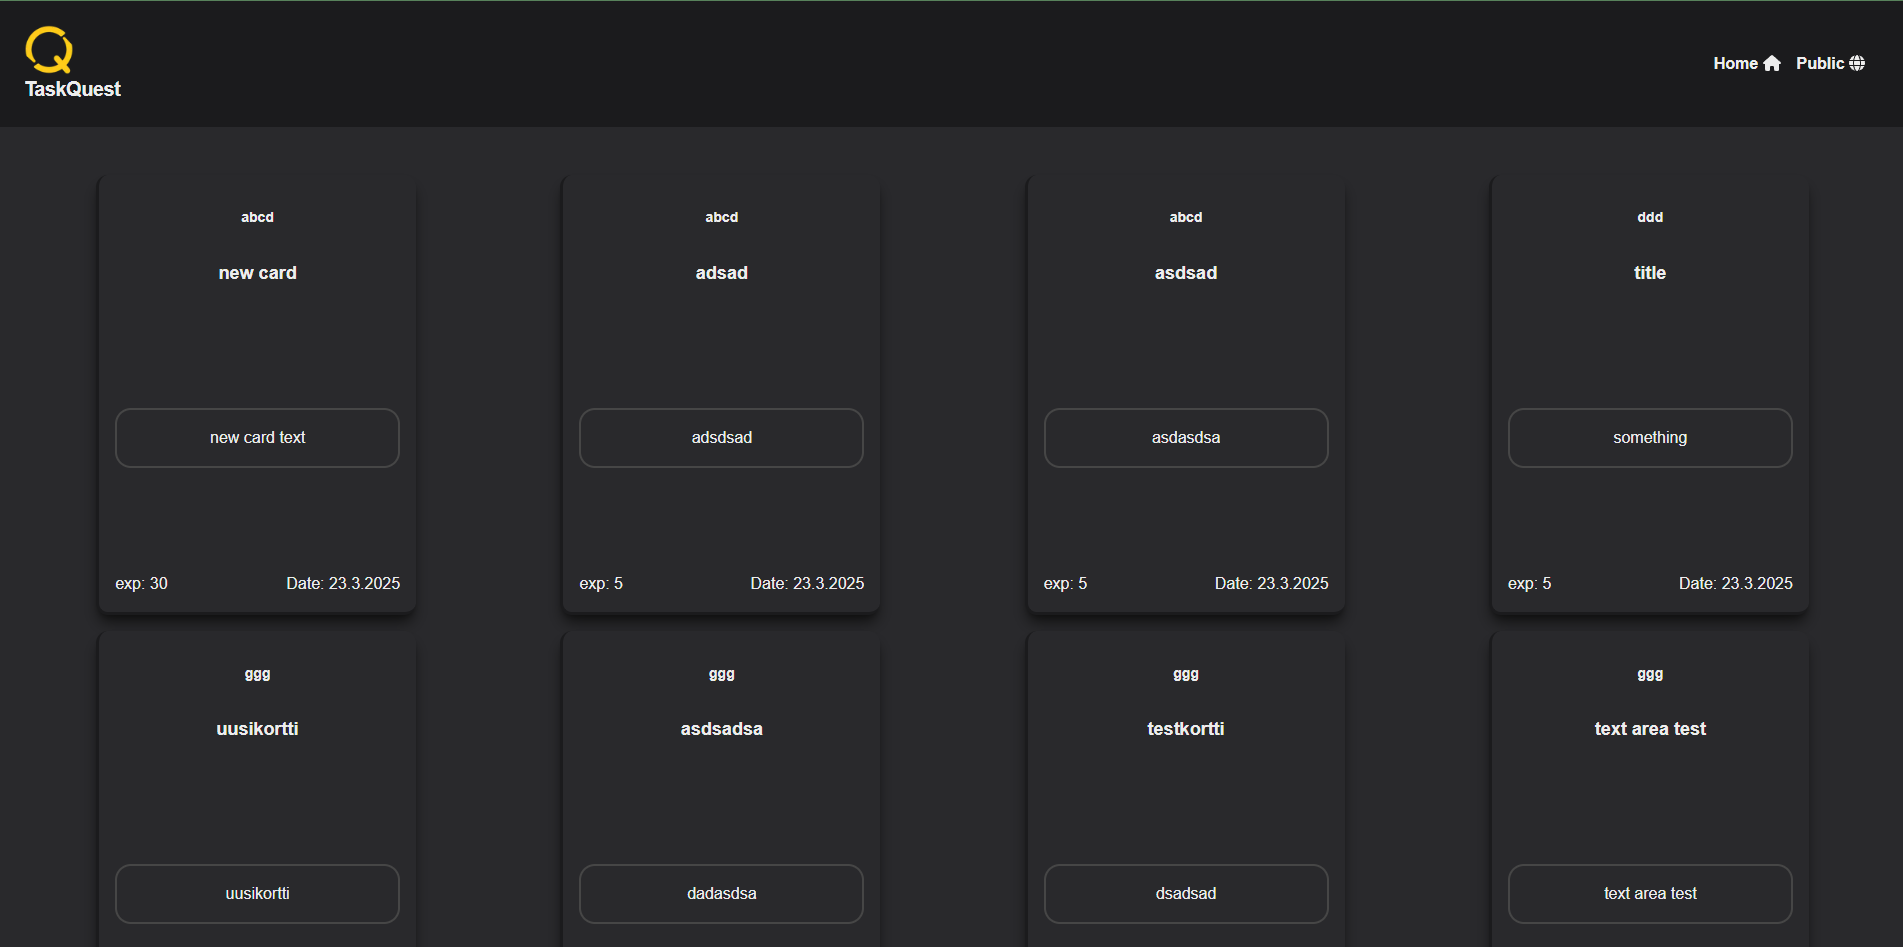 TaskQuest
Home Public
abcd
new card
new card text
exp: 30 Date: 23.3.2025
abcd
adsad
adsdsad
exp: 5 Date: 23.3.2025
abcd
asdsad
asdasdsa
exp: 5 Date: 23.3.2025
ddd
title
something
exp: 5 Date: 23.3.2025
ggg
uusikortti
uusikortti
ggg
asdsadsa
dadasdsa
ggg
testkortti
dsadsad
ggg
text area test
text area test